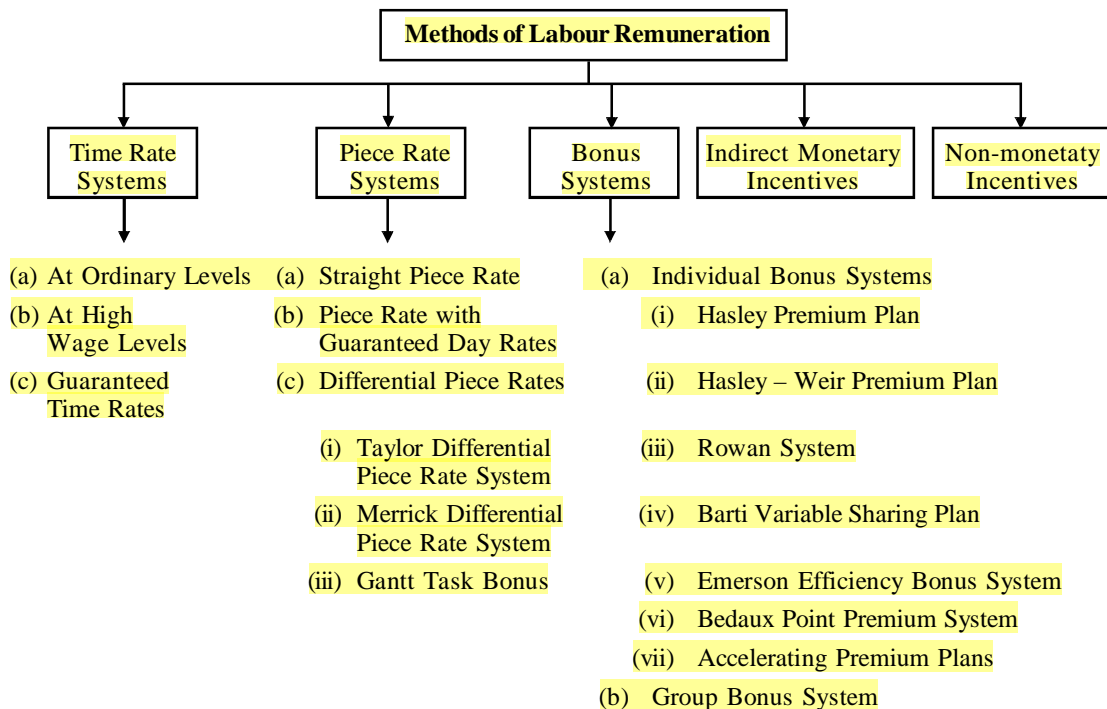 Methods of Labour Remuneration
Time Rate
Systems
Piece Rate
Systems
Bonus
Systems
Indirect Monetary
Incentives
Non-monetaty
Incentives
(a) At Ordinary Levels
(b) At High
Wage Levels
(c) Guaranteed
Time Rates
(a) Straight Piece Rate
(b) Piece Rate with
Guaranteed Day Rates
(c) Differential Piece Rates
(i) Taylor Differential
Piece Rate System
(ii) Merrick Differential
Piece Rate System
(iii) Gantt Task Bonus
(a) Individual Bonus Systems
(i) Hasley Premium Plan
(ii) Hasley – Weir Premium Plan
(iii) Rowan System
(iv) Barti Variable Sharing Plan
(v) Emerson Efficiency Bonus System
(vi) Bedaux Point Premium System
(vii) Accelerating Premium Plans
(b) Group Bonus System